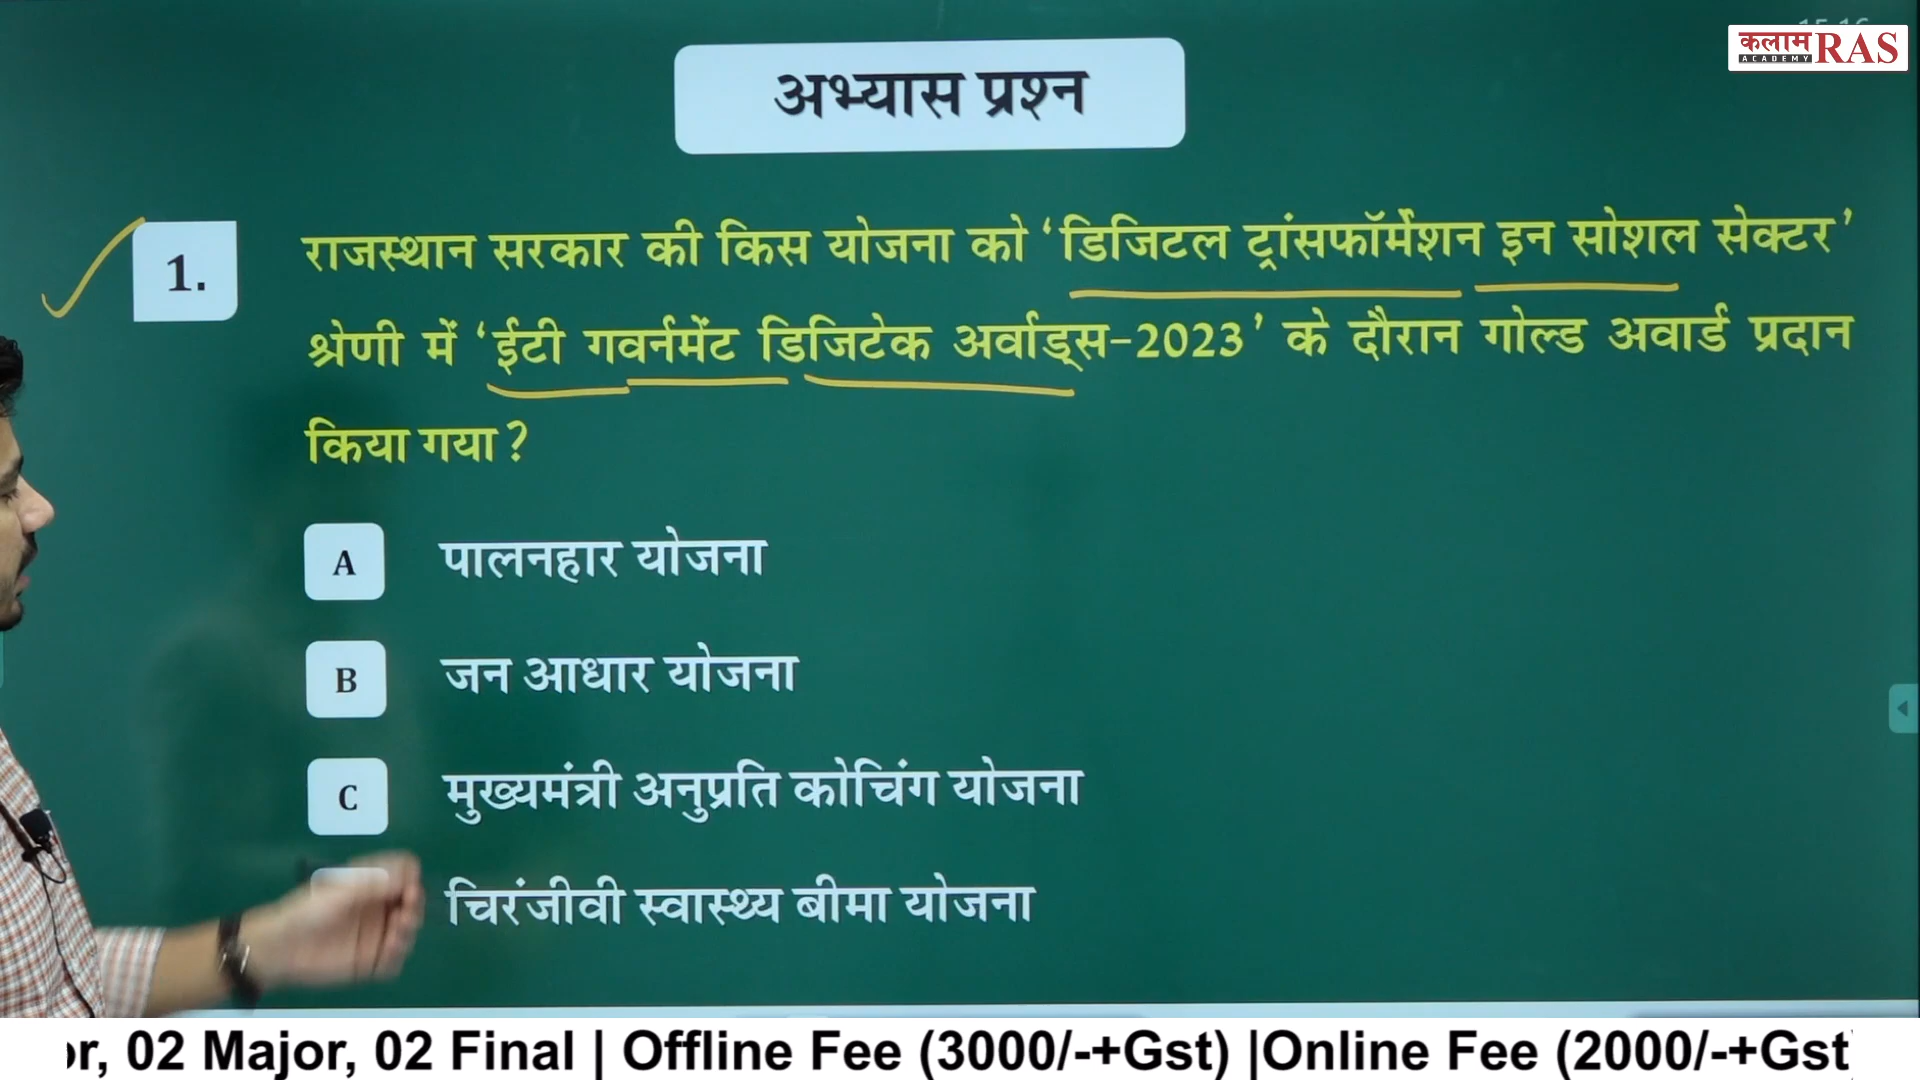 कलाम RAS
ACADEMY
अभ्यास प्रश्न
1.
राजस्थान सरकार की किस योजना को ‘डिजिटल ट्रांसफॉर्मेशन इन सोशल सेक्टर’
श्रेणी में ‘ईटी गवर्नमेंट डिजिटेक अर्वाड्स-2023’ के दौरान गोल्ड अवार्ड प्रदान
किया गया?
A पालनहार योजना
B जन आधार योजना
C मुख्यमंत्री अनुप्रति कोचिंग योजना
चिरंजीवी स्वास्थ्य बीमा योजना
02 Major, 02 Final | Offline Fee (3000/-+Gst) |Online Fee (2000/-+Gst)